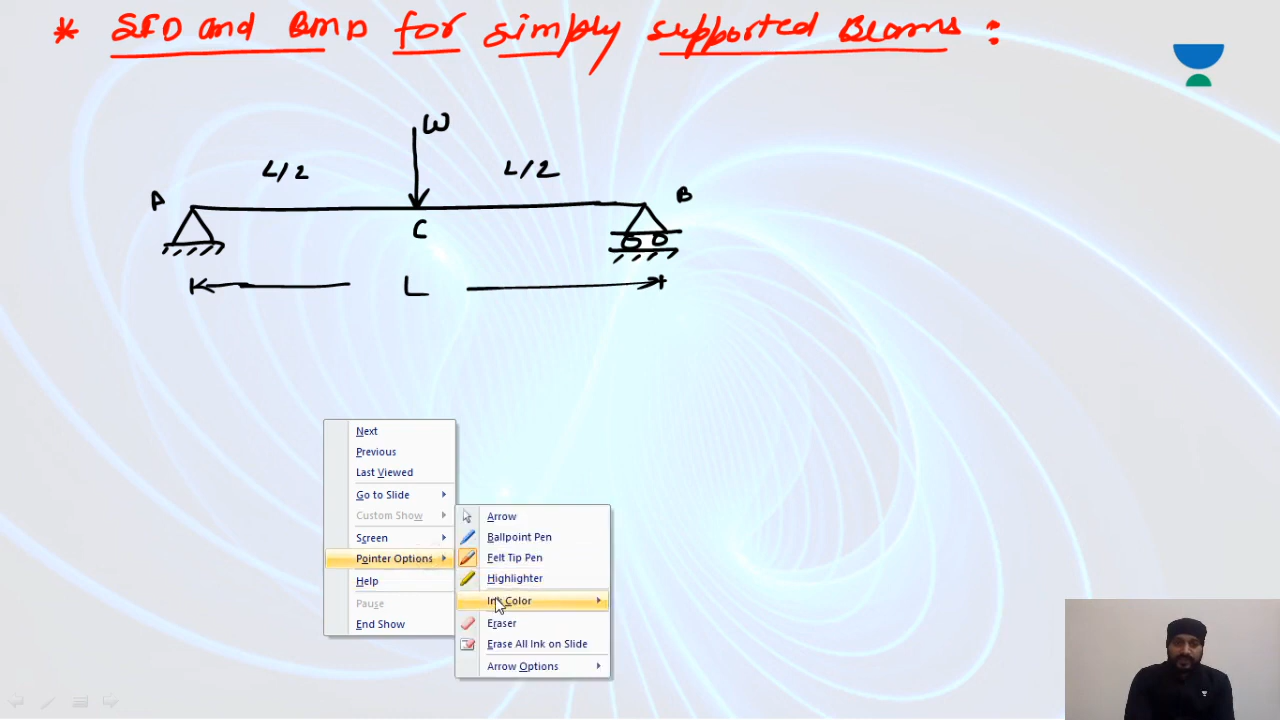 * SFD and BMD for simply supported Beams :
W
L/2 L/2
A B
C
L
Next
Previous
Last Viewed
Go to Slide
Custom Show
Screen
Pointer Options
Help
Pause
End Show
Arrow
Ballpoint Pen
Felt Tip Pen
Highlighter
Ink Color
Eraser
Erase All Ink on Slide
Arrow Options